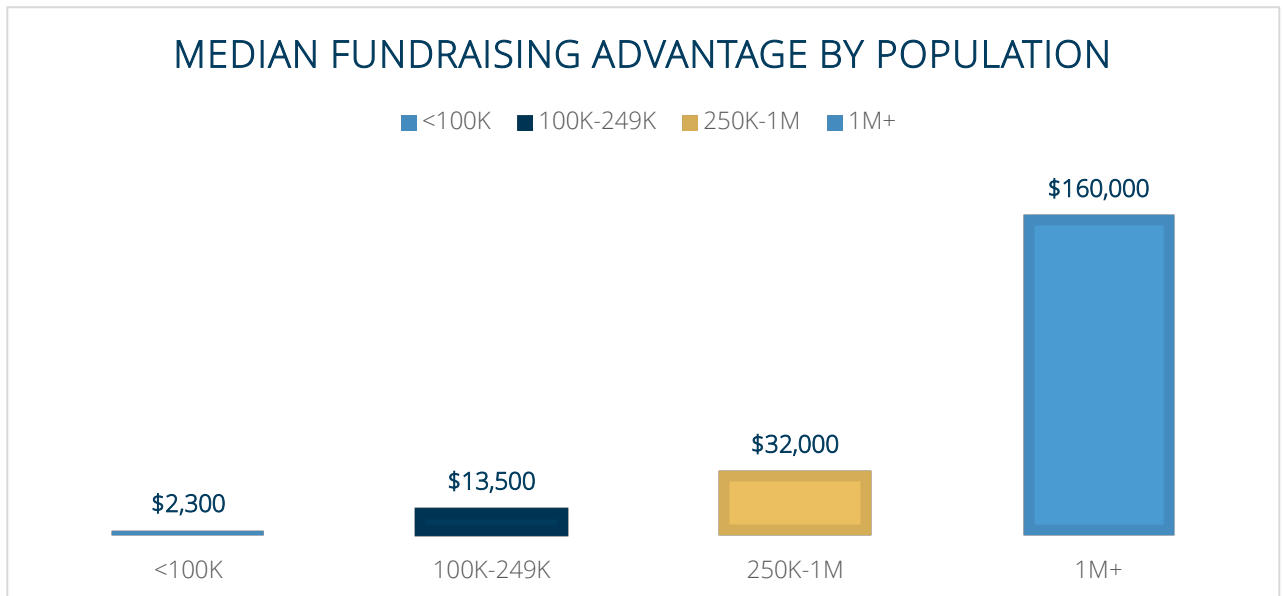 MEDIAN FUNDRAISING ADVANTAGE BY POPULATION
<100K 100K-249K 250K-1M 1M+
$160,000
$32,000
$13,500
$2,300
<100K 100K-249K 250K-1M 1M+